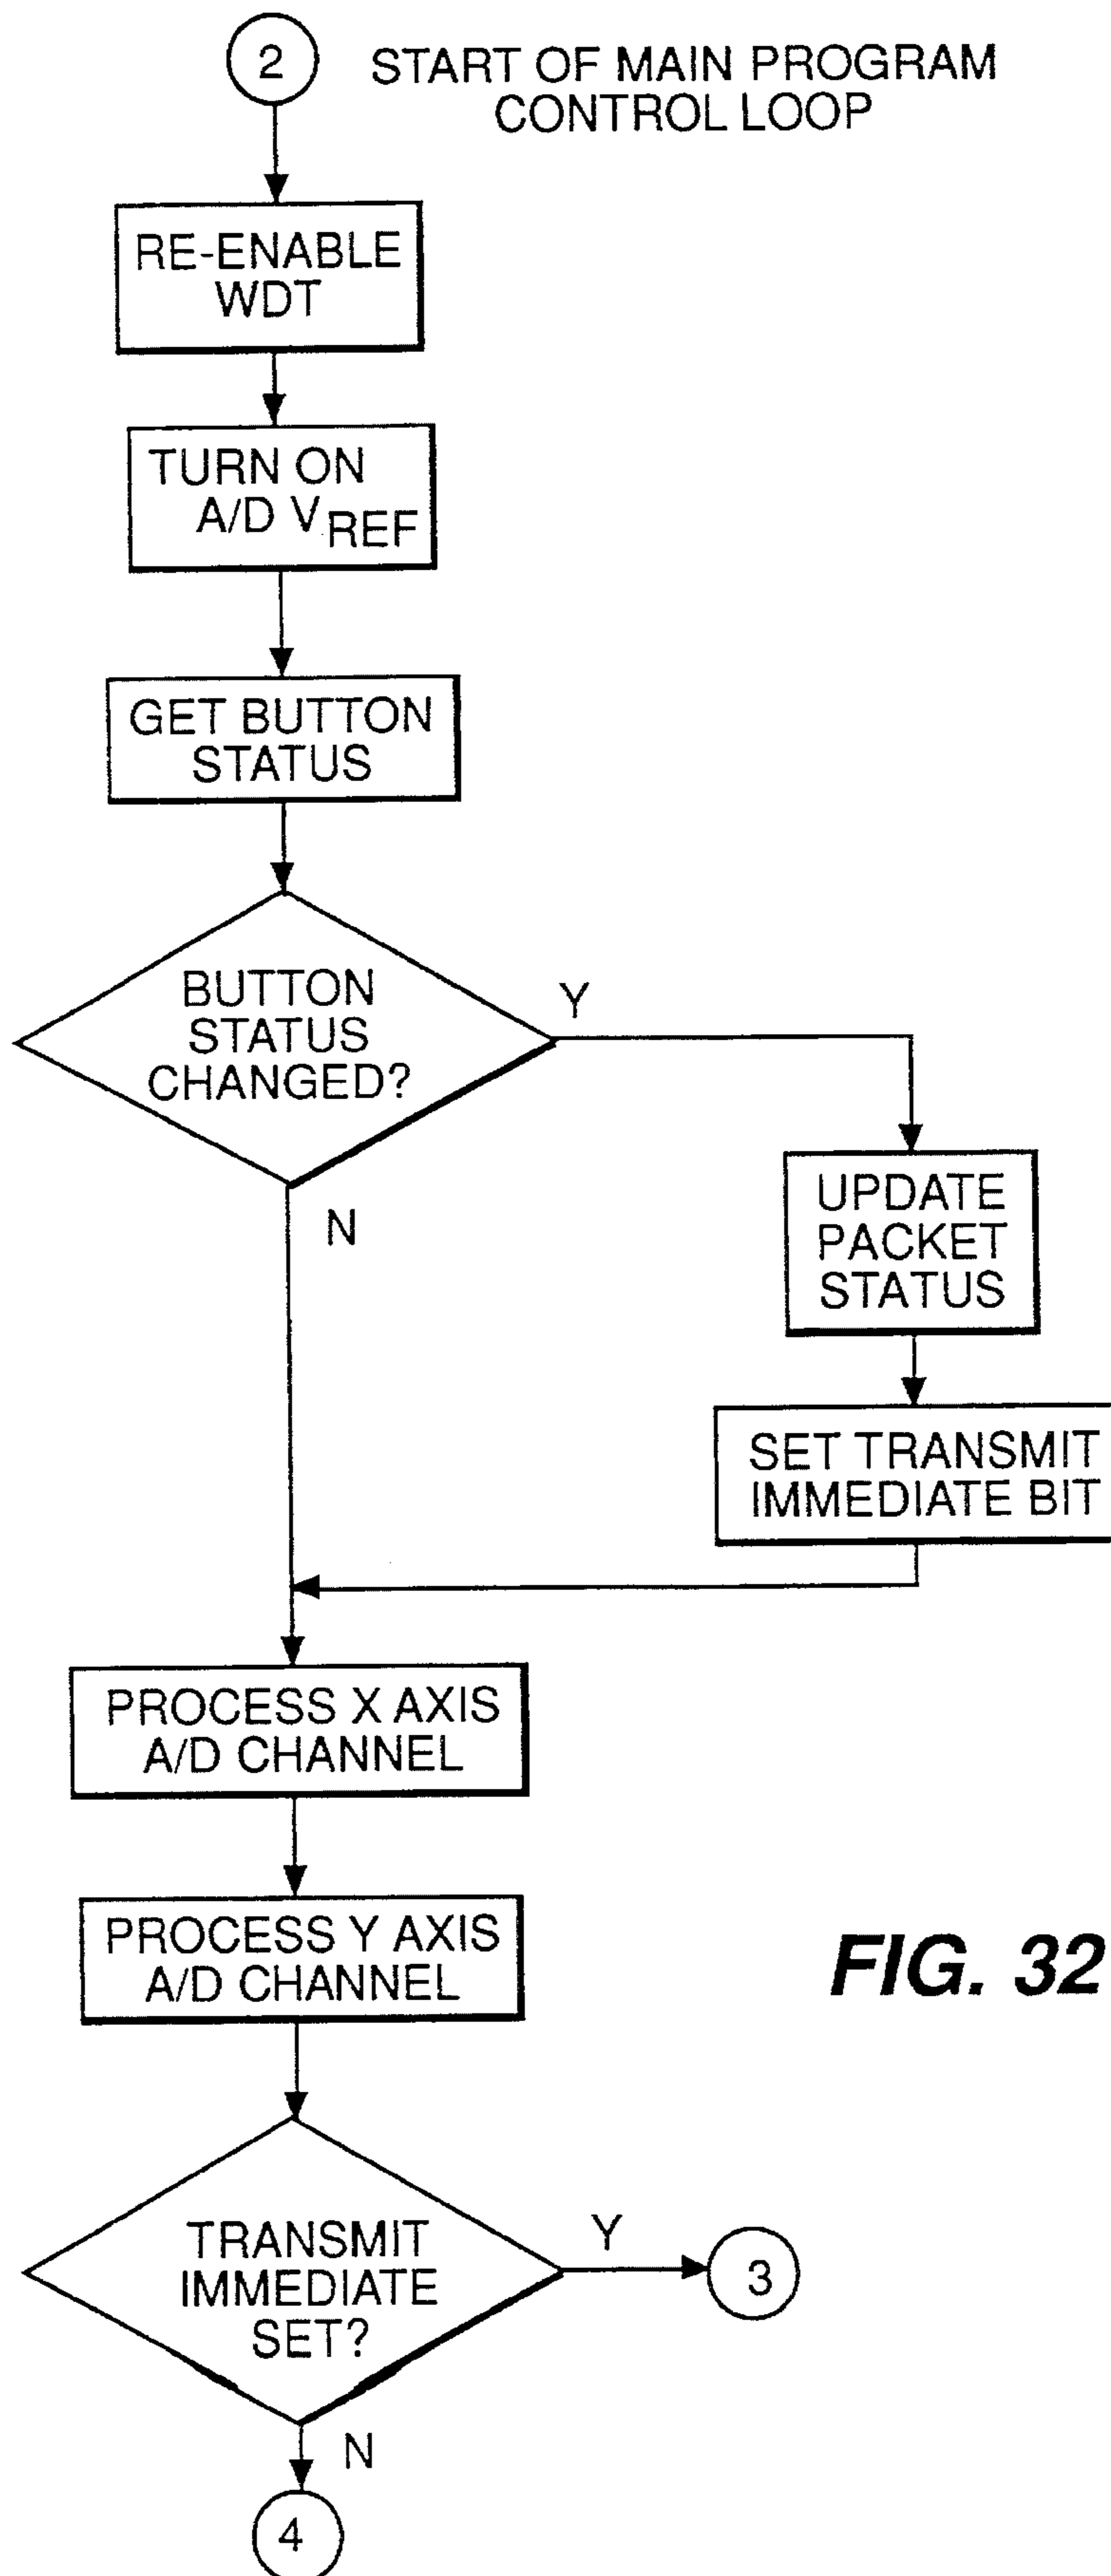 2
START OF MAIN PROGRAM
CONTROL LOOP
RE-ENABLE
WDT
TURN ON
A/D VREF
GET BUTTON
STATUS
BUTTON
STATUS
CHANGED?
Y
N
UPDATE
PACKET
STATUS
SET TRANSMIT
IMMEDIATE BIT
PROCESS X AXIS
A/D CHANNEL
PROCESS Y AXIS
A/D CHANNEL
FIG. 32
TRANSMIT
IMMEDIATE
SET?
Y
3
N
4